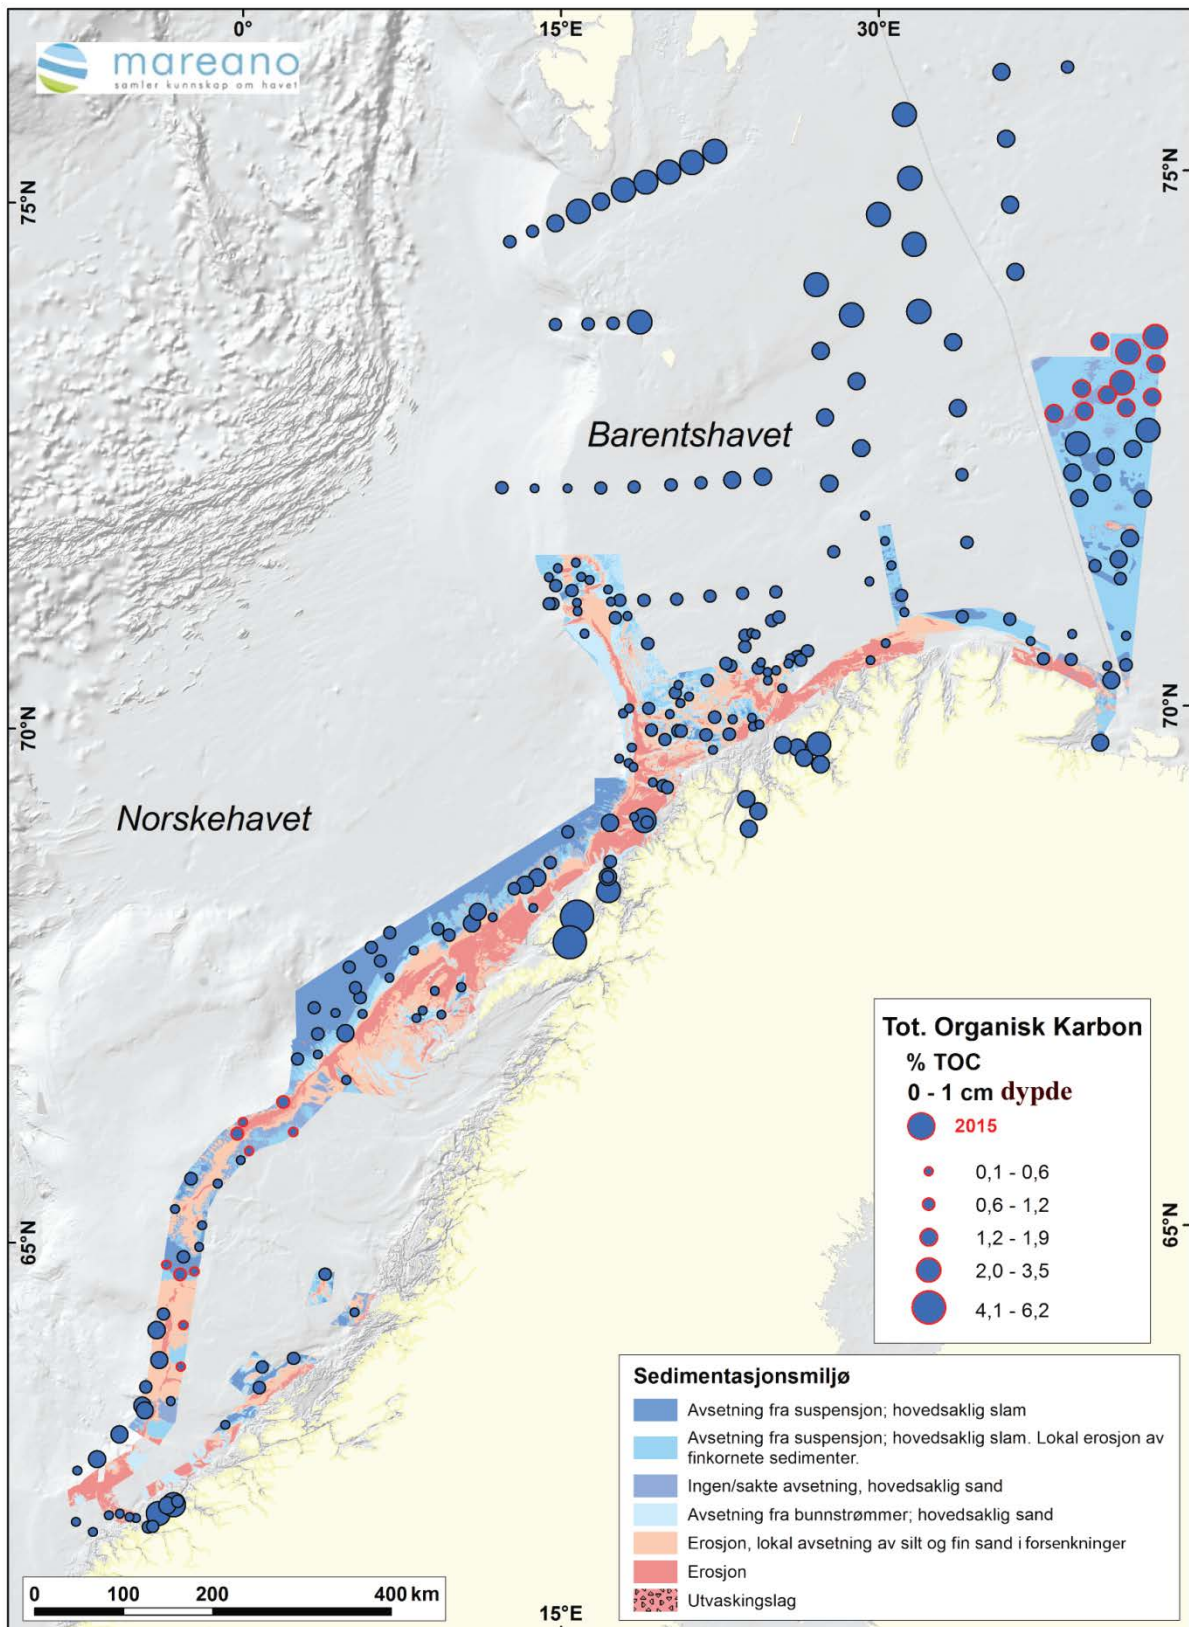 0°
15°E
30°E
mareano
samler kunnskap om havet
75°N
75°N
Barentshavet
70°N
70°N
Norskehavet
65°N
65°N
Tot. Organisk Karbon
% TOC
0 - 1 cm dypde
2015
0,1 - 0,6
0,6 - 1,2
1,2 - 1,9
2,0 - 3,5
4,1 - 6,2
Sedimentasjonsmiljø
Avsetning fra suspensjon; hovedsaklig slam
Avsetning fra suspensjon; hovedsaklig slam. Lokal erosjon av
finkornete sedimenter.
Ingen/sakte avsetning, hovedsaklig sand
Avsetning fra bunnstrømmer; hovedsaklig sand
Erosjon, lokal avsetning av silt og fin sand i forsenkninger
Erosjon
Utvaskingslag
0 100 200 400 km
15°E